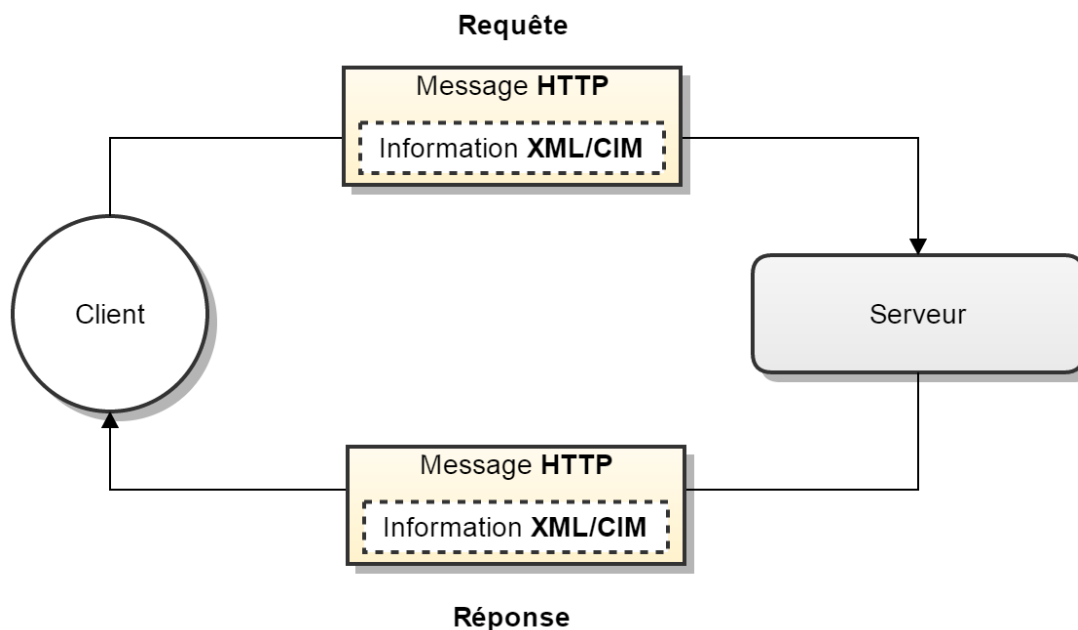 Requête
Message HTTP
Information XML/CIM
Client
Serveur
Message HTTP
Information XML/CIM
Réponse